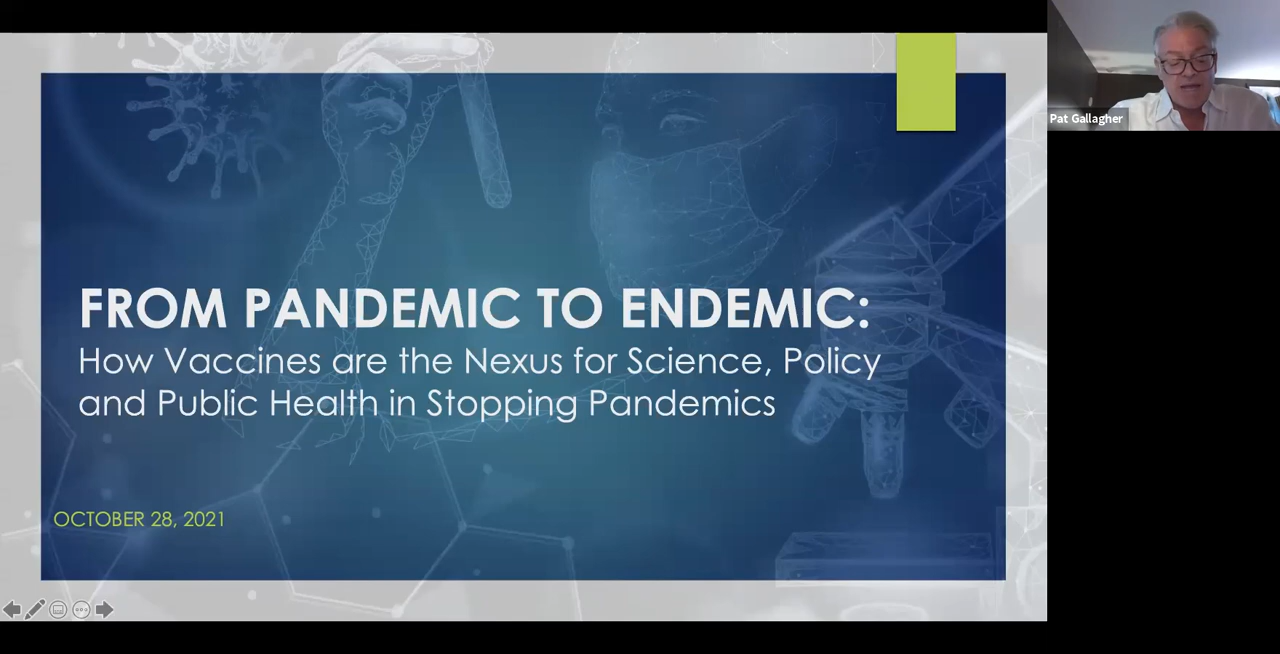 FROM PANDEMIC TO ENDEMIC:
How Vaccines are the Nexus for Science, Policy
and Public Health in Stopping Pandemics
OCTOBER 28, 2021
Pat Gallagher